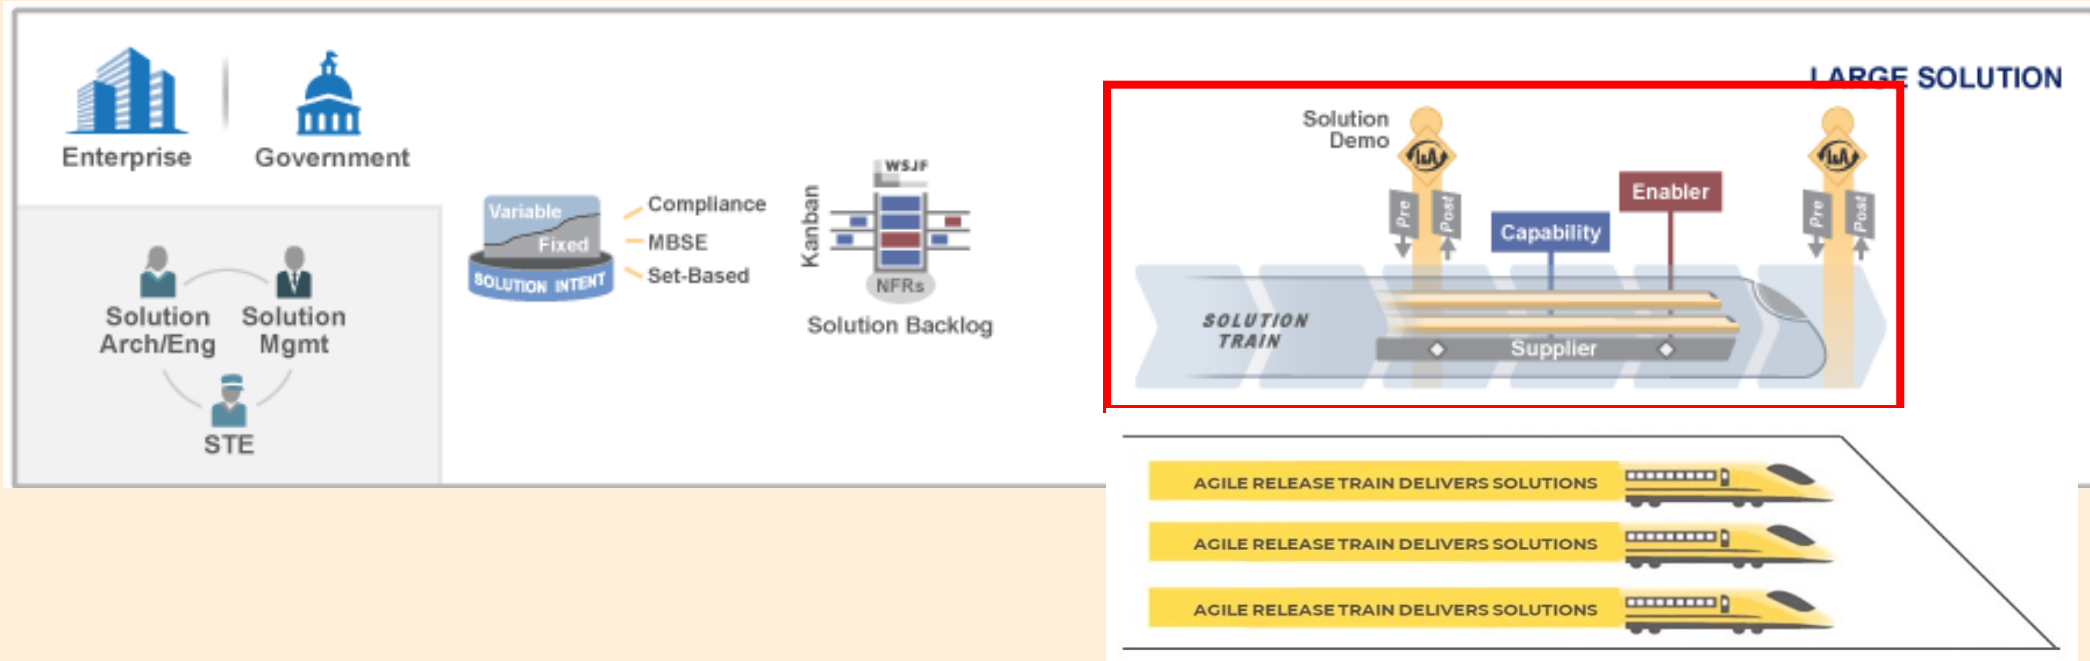 LARGE SOLUTION
Enterprise
Government
Solution
Arch/Eng
Solution
Mgmt
STE
Variable
Fixed
SOLUTION INTENT
Compliance
MBSE
Set-Based
WSJF
Kanban
NFRs
Solution Backlog
Solution
Demo
I&A
Pre
Post
Capability
Enabler
I&A
Pre
Post
SOLUTION
TRAIN
Supplier
AGILE RELEASE TRAIN DELIVERS SOLUTIONS
AGILE RELEASE TRAIN DELIVERS SOLUTIONS
AGILE RELEASE TRAIN DELIVERS SOLUTIONS